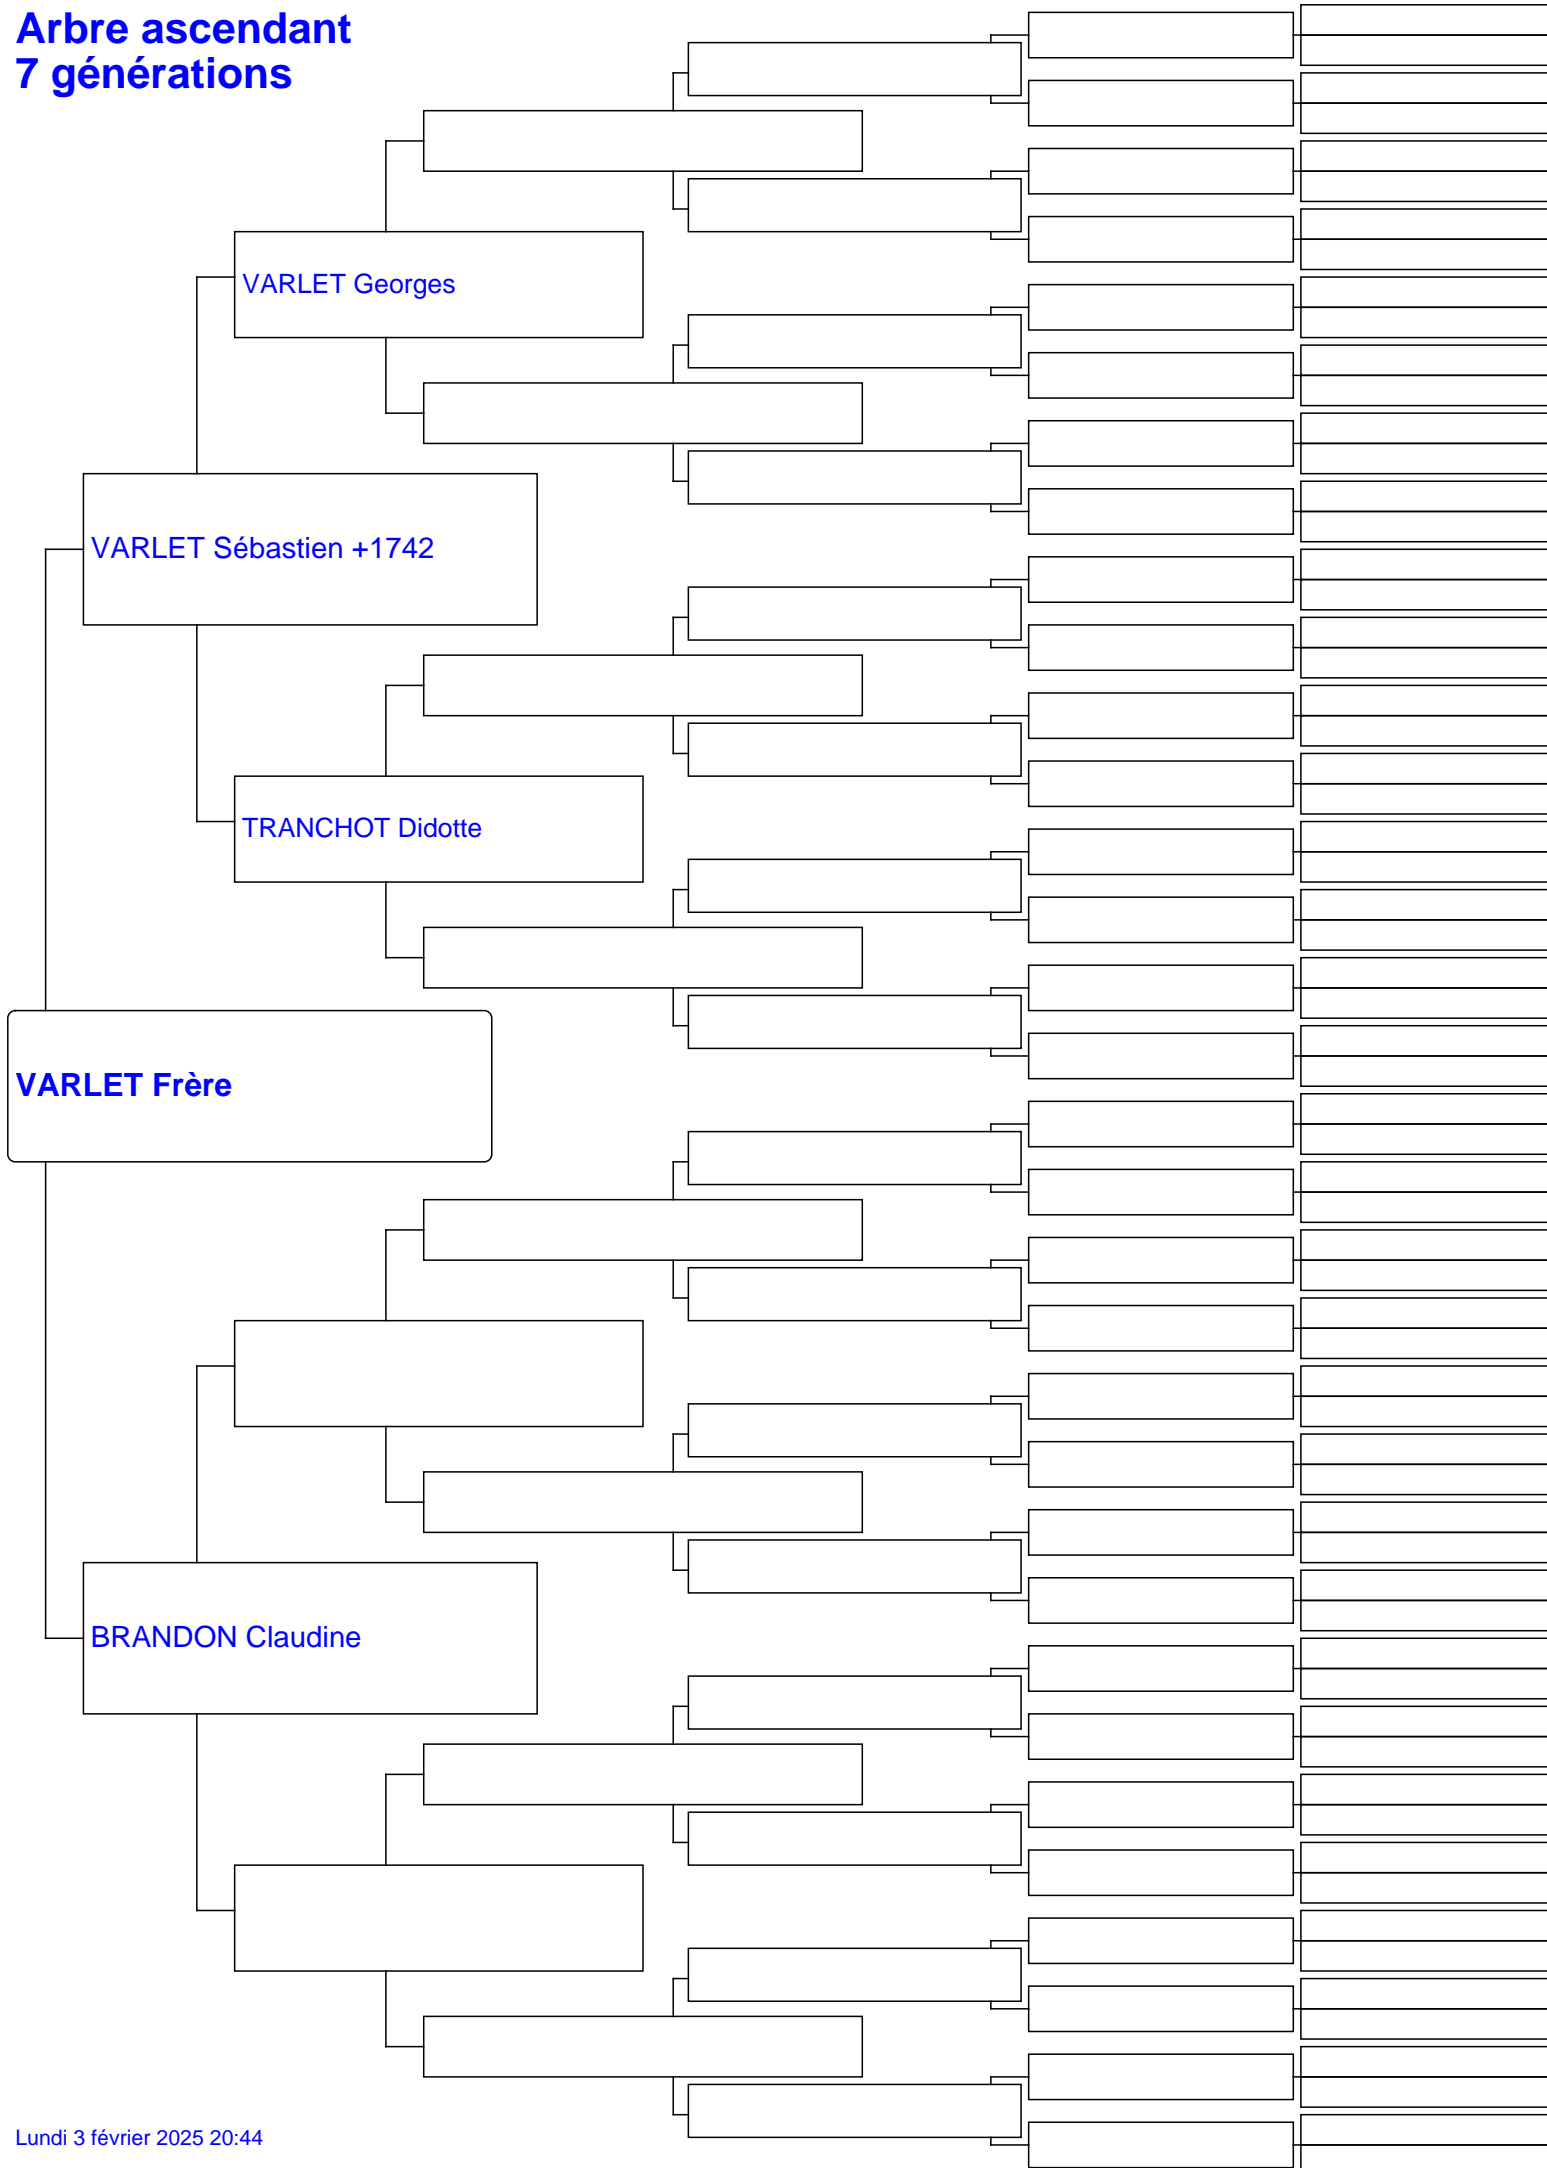 Arbre ascendant
7 générations
VARLET Georges
VARLET Sébastien +1742
TRANCHOT Didotte
VARLET Frère
BRANDON Claudine
Lundi 3 février 2025 20:44